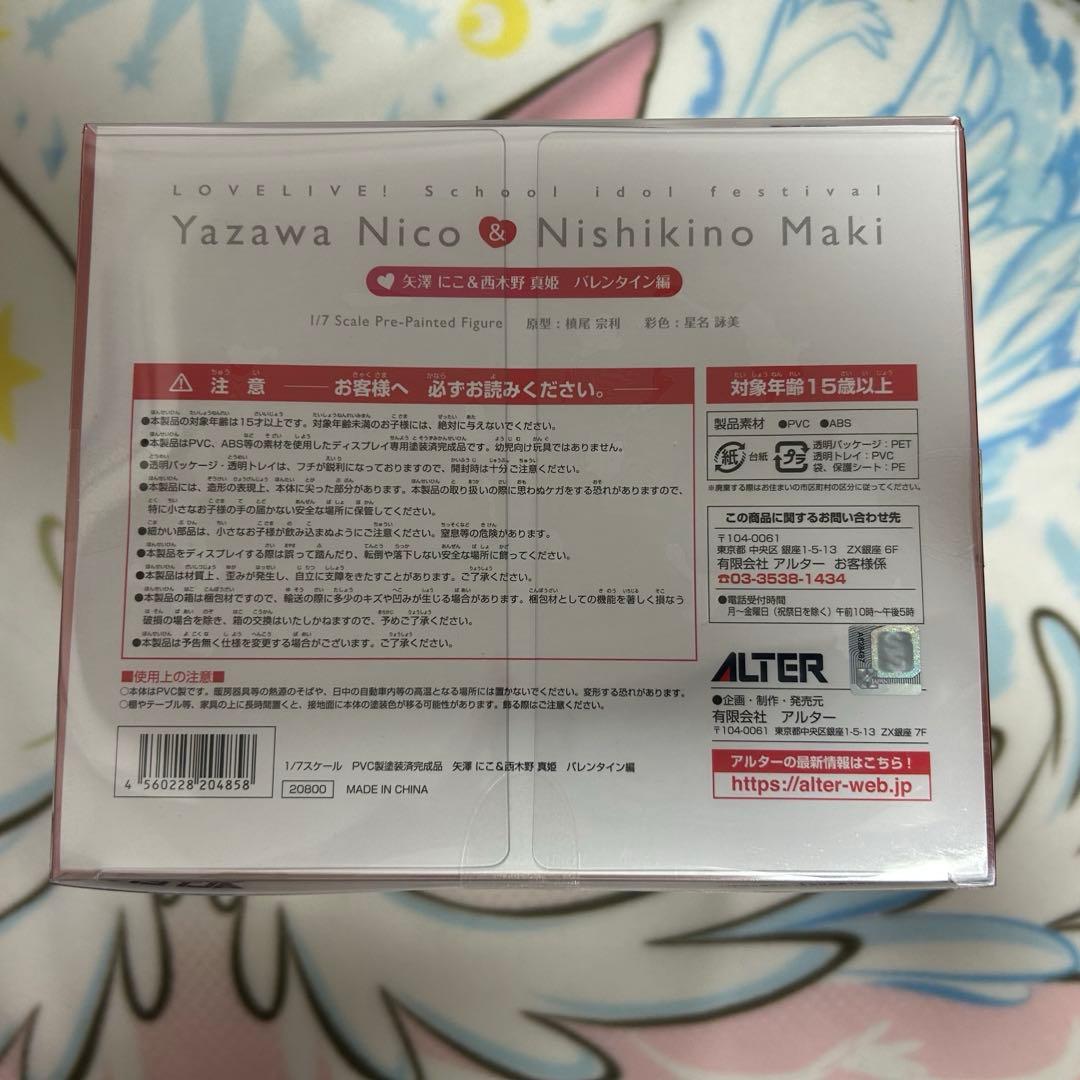 LOVELIVE! School idol festival
Yazawa Nico & Nishikino Maki
矢澤 にこ&西木野 真姫 バレンタイン編
1/7 Scale Pre-Painted Figure 原型:槙尾 宗利 彩色:星名 詠美
注意 お客様へ 必ずお読みください。
●本製品の対象年齢は15才以上です。対象年齢未満のお子様には、絶対に与えないでください。
●本製品はPVC、ABS等の素材を使用したディスプレイ専用塗装済完成品です。幼児向け玩具ではありません。
●透明パッケージ・透明トレイは、フチが鋭利になっておりますので、開封時は十分ご注意ください。
●本製品には、造形の表現上、本体に尖った部分があります。本製品の取り扱いの際に思わぬケガをする恐れがありますので、
特に小さなお子様の手の届かない安全な場所に保管してください。
●細かい部品は、小さなお子様が飲み込まぬようにご注意ください。窒息等の危険があります。
●本製品をディスプレイする際は誤って踏んだり、転倒や落下しない安全な場所に飾ってください。
●本製品は材質上、歪みが発生し、自立に支障をきたすことがあります。ご了承ください。
●本製品の箱は梱包材ですので、輸送の際に多少のキズや凹みが生じる場合があります。梱包材としての機能を著しく損なう
破損の場合を除き、箱の交換はいたしかねますので、予めご了承ください。
●本製品は予告無く仕様を変更する場合がございます。ご了承ください。
■使用上の注意■
○本体はPVC製です。暖房器具等の熱源のそばや、日中の自動車内等の高温となる場所には置かないでください。変形する恐れがあります。
○棚やテーブル等、家具の上に長時間置くと、接地面に本体の塗装色が移る可能性があります。飾る際はご注意ください。
4 560228 204858
1/7スケール PVC製塗装済完成品 矢澤 にこ&西木野 真姫 バレンタイン編
20800 MADE IN CHINA
対象年齢15歳以上
製品素材 ●PVC ●ABS
紙 台紙 プラ 透明パッケージ:PET
透明トレイ:PVC
袋、保護シート:PE
※廃棄する際はお住まいの市区町村の区分に従ってください。
この商品に関するお問い合わせ先
〒104-0061
東京都 中央区 銀座1-5-13 ZX銀座 6F
有限会社 アルター お客様係
☎03-3538-1434
●電話受付時間
月〜金曜日(祝祭日を除く)午前10時〜午後5時
ALTER
●企画・制作・発売元
有限会社 アルター
〒104-0061 東京都中央区銀座1-5-13 ZX銀座 7F
アルターの最新情報はこちら!
https://alter-web.jp